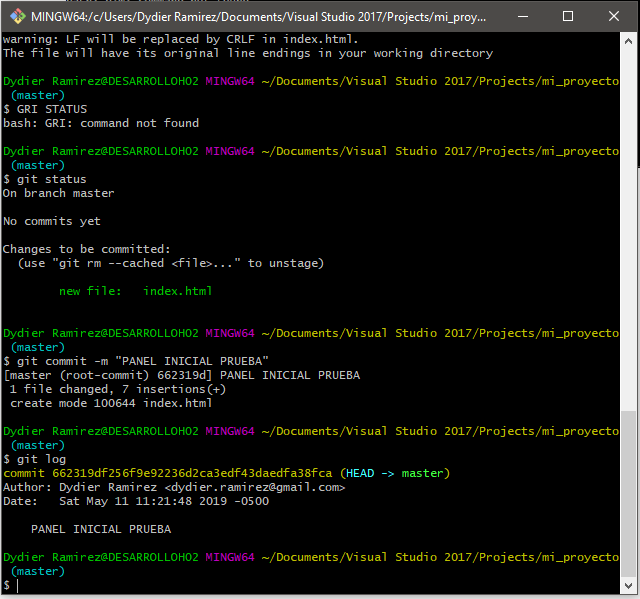 MINGW64:/c/Users/Dydier Ramirez/Documents/Visual Studio 2017/Projects/mi_proy...
warning: LF will be replaced by CRLF in index.html.
The file will have its original line endings in your working directory
Dydier Ramirez@DESARROLLOHO2 MINGW64 ~/Documents/Visual Studio 2017/Projects/mi_proyecto
(master)
$ GRI STATUS
bash: GRI: command not found
Dydier Ramirez@DESARROLLOHO2 MINGW64 ~/Documents/Visual Studio 2017/Projects/mi_proyecto
(master)
$ git status
On branch master
No commits yet
Changes to be committed:
(use "git rm --cached <file>..." to unstage)
new file:   index.html
Dydier Ramirez@DESARROLLOHO2 MINGW64 ~/Documents/Visual Studio 2017/Projects/mi_proyecto
(master)
$ git commit -m "PANEL INICIAL PRUEBA"
[master (root-commit) 662319d] PANEL INICIAL PRUEBA
1 file changed, 7 insertions(+)
create mode 100644 index.html
Dydier Ramirez@DESARROLLOHO2 MINGW64 ~/Documents/Visual Studio 2017/Projects/mi_proyecto
(master)
$ git log
commit 662319df256f9e92236d2ca3edf43daedfa38fca (HEAD -> master)
Author: Dydier Ramirez <dydier.ramirez@gmail.com>
Date:   Sat May 11 11:21:48 2019 -0500
PANEL INICIAL PRUEBA
Dydier Ramirez@DESARROLLOHO2 MINGW64 ~/Documents/Visual Studio 2017/Projects/mi_proyecto
(master)
$